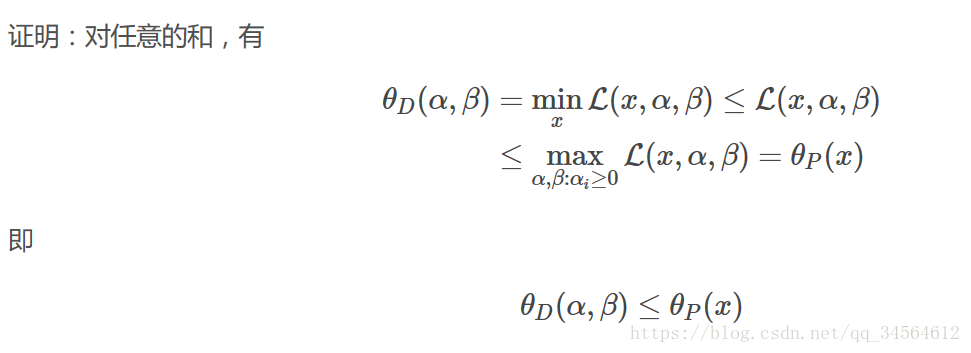 证明：对任意的和，有
θ_D(α, β) = min_x ℒ(x, α, β) ≤ ℒ(x, α, β)
≤ max_{α,β:α_i≥0} ℒ(x, α, β) = θ_P(x)
即
θ_D(α, β) ≤ θ_P(x)
https://blog.csdn.net/qq_34564612